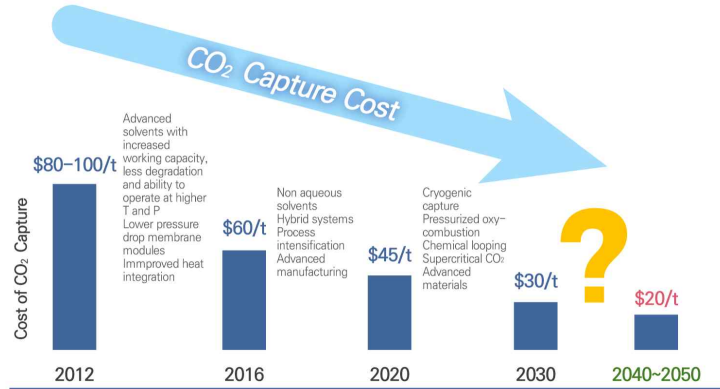 CO₂ Capture Cost
Cost of CO₂ Capture
$80-100/t
Advanced
solvents with
increased
working capacity,
less degradation
and ability to
operate at higher
T and P
Lower pressure
drop membrane
modules
Immproved heat
integration
$60/t
Non aqueous
solvents
Hybrid systems
Process
intensification
Advanced
manufacturing
$45/t
Cryogenic
capture
Pressurized oxy-
combustion
Chemical looping
Supercritical CO₂
Advanced
materials
$30/t
?
$20/t
2012
2016
2020
2030
2040~2050